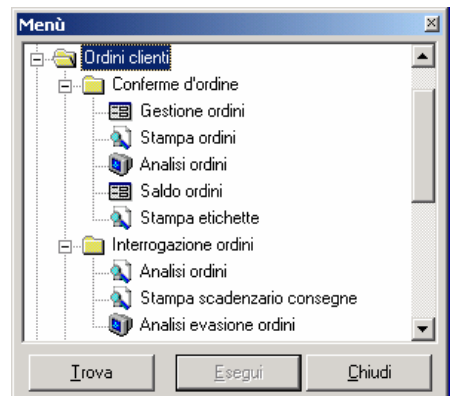 Menù
Ordini clienti
Conferme d'ordine
Gestione ordini
Stampa ordini
Analisi ordini
Saldo ordini
Stampa etichette
Interrogazione ordini
Analisi ordini
Stampa scadenzario consegne
Analisi evasione ordini
Trova Esegui Chiudi